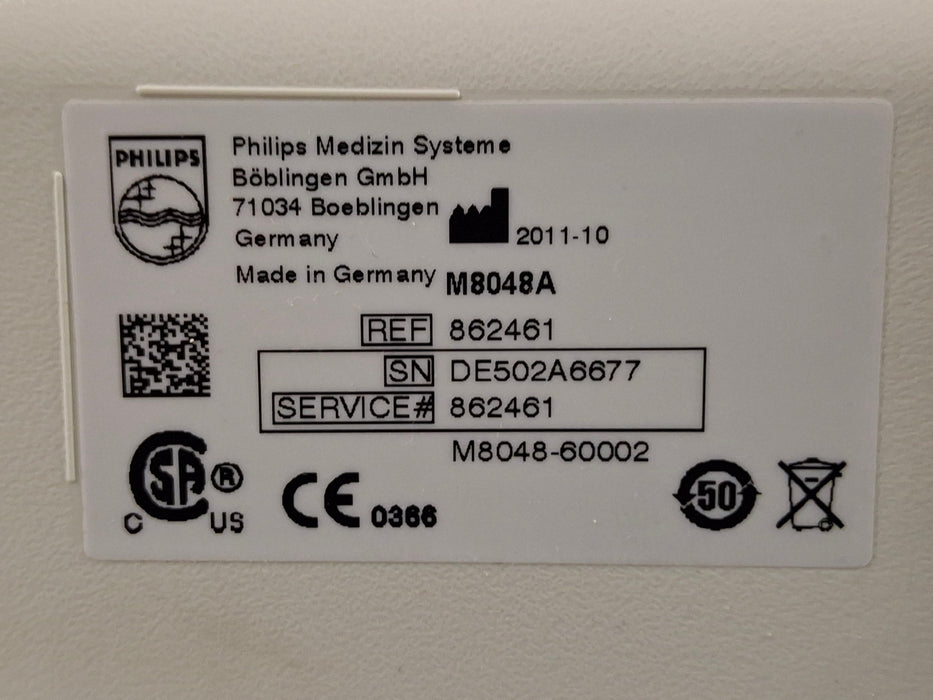 PHILIPS
Philips Medizin Systeme
Böblingen GmbH
71034 Boeblingen
Germany
2011-10
Made in Germany M8048A
REF 862461
SN DE502A6677
SERVICE# 862461
M8048-60002
CSA ®
C US
CE 0366
50